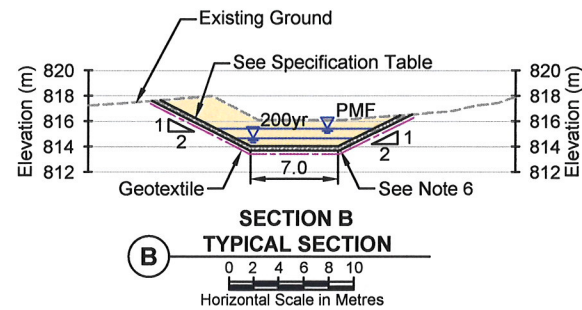 Existing Ground
See Specification Table
820
818
816
814
812
Elevation (m)
820
818
816
814
812
Elevation (m)
200yr
PMF
1
2
1
2
7.0
Geotextile
See Note 6
SECTION B
B
TYPICAL SECTION
0 2 4 6 8 10
Horizontal Scale in Metres